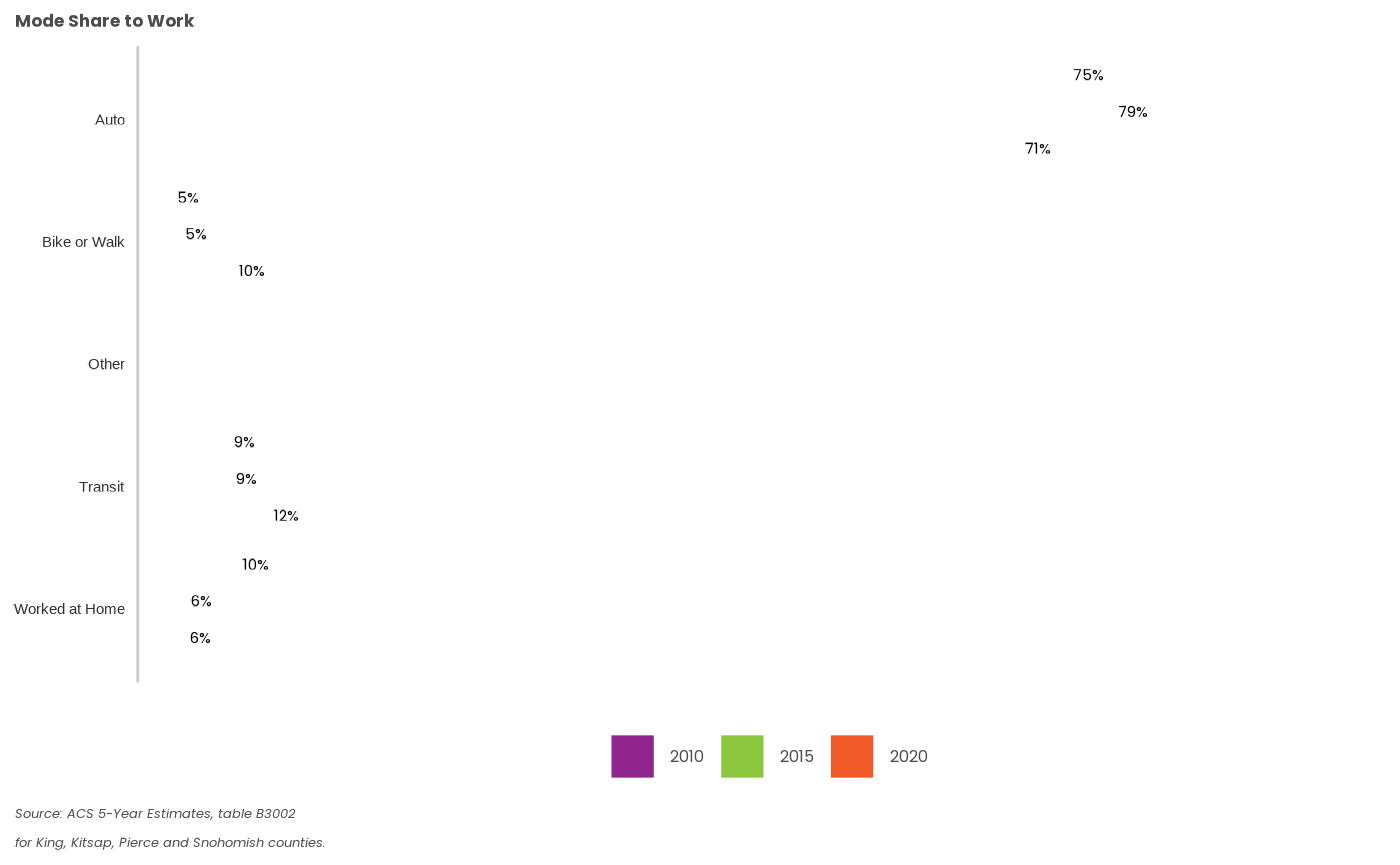 Mode Share to Work
75%
79%
Auto
71%
5%
5%
Bike or Walk
10%
Other
9%
9%
Transit
12%
10%
6%
Worked at Home
6%
2010 2015 2020
Source: ACS 5-Year Estimates, table B3002
for King, Kitsap, Pierce and Snohomish counties.